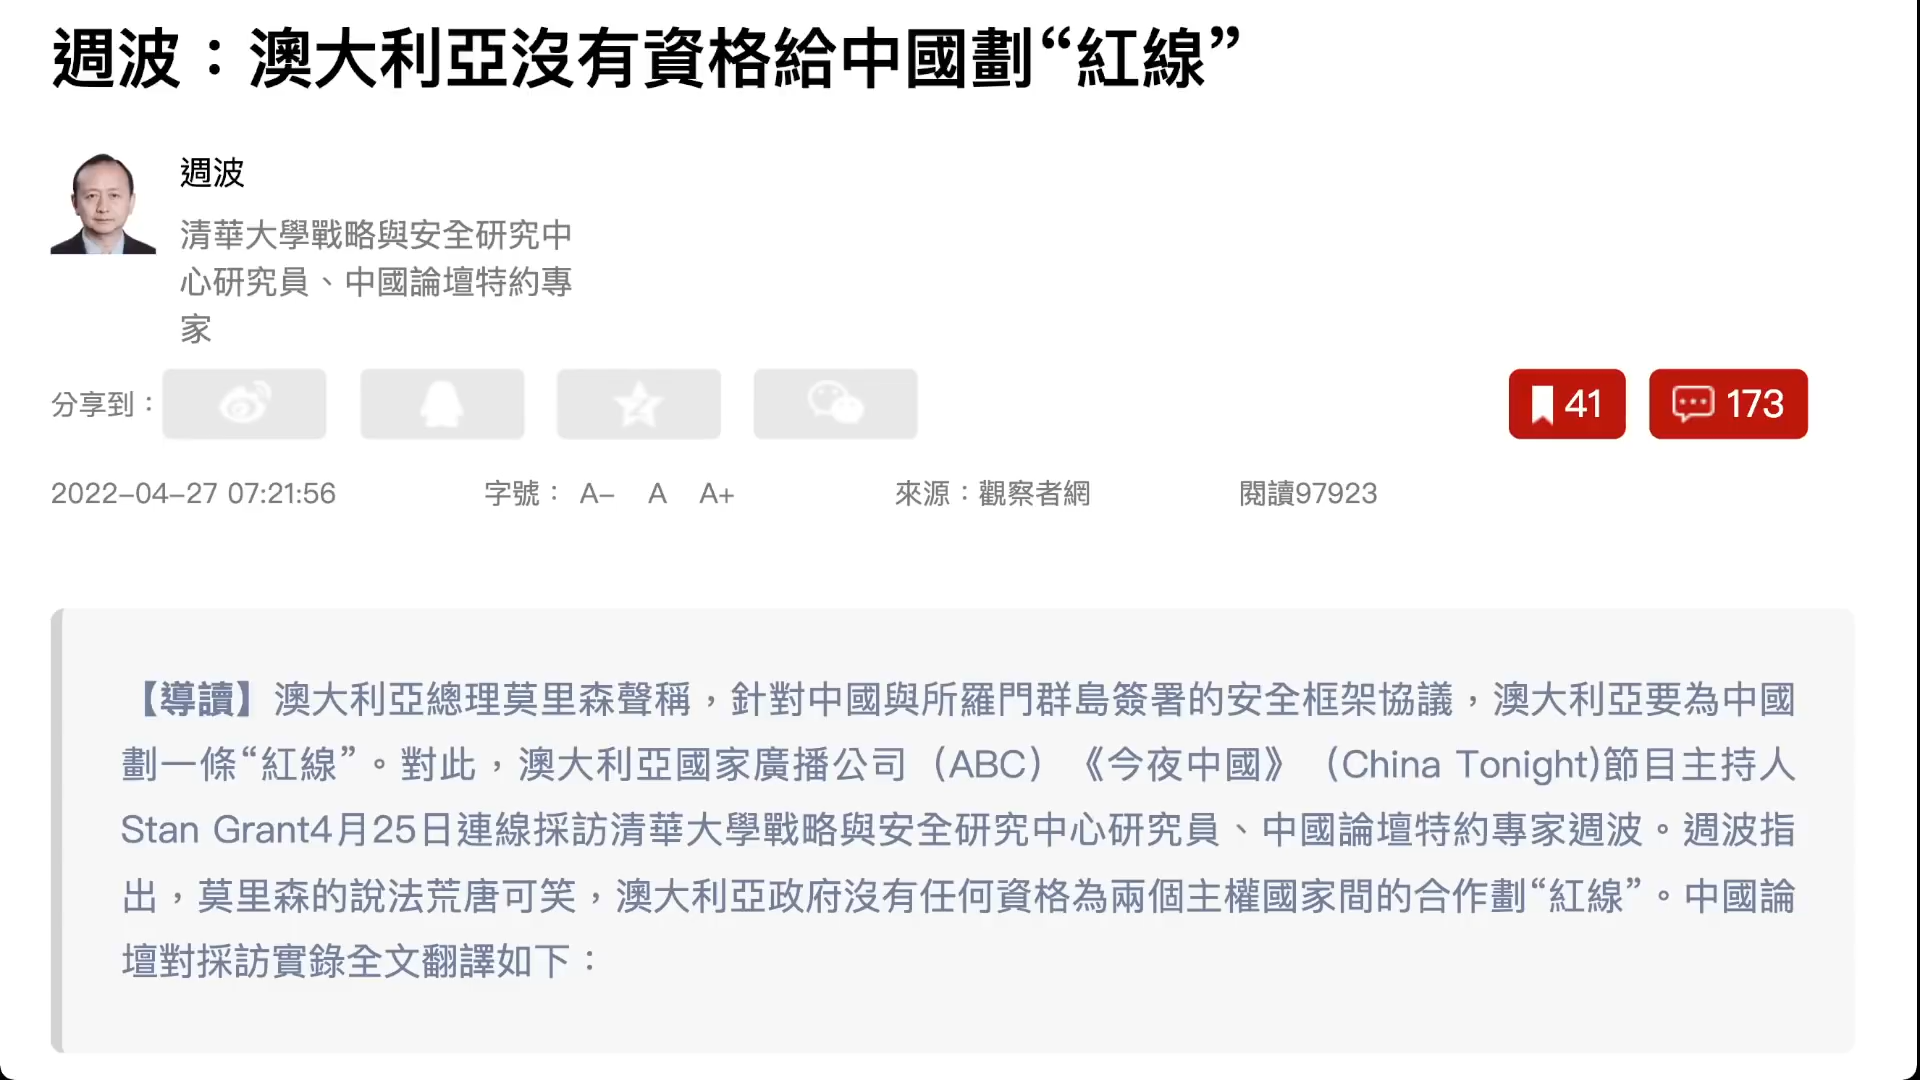 週波：澳大利亞沒有資格給中國劃“紅線”
週波
清華大學戰略與安全研究中
心研究員、中國論壇特約專
家
分享到：
41
173
2022-04-27 07:21:56
字號： A- A A+
來源：觀察者網
閱讀97923
【導讀】澳大利亞總理莫里森聲稱，針對中國與所羅門群島簽署的安全框架協議，澳大利亞要為中國
劃一條“紅線”。對此，澳大利亞國家廣播公司（ABC）《今夜中國》（China Tonight)節目主持人
Stan Grant4月25日連線採訪清華大學戰略與安全研究中心研究員、中國論壇特約專家週波。週波指
出，莫里森的說法荒唐可笑，澳大利亞政府沒有任何資格為兩個主權國家間的合作劃“紅線”。中國論
壇對採訪實錄全文翻譯如下：